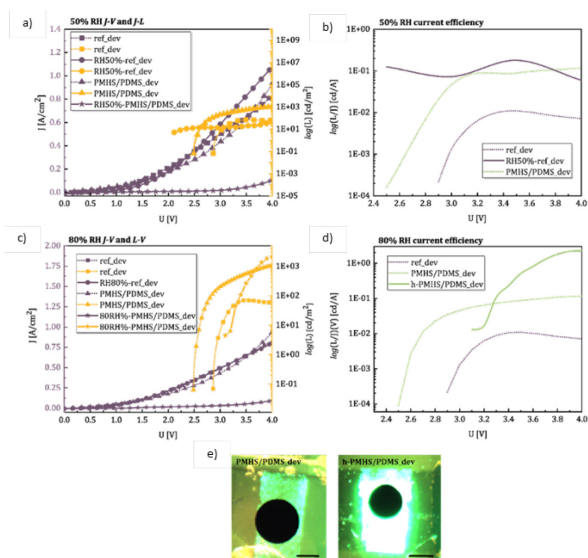 a)
50% RH J-V and J-L
ref_dev
ref_dev
RH50%-ref_dev
RH50%-ref_dev
PMHS/PDMS_dev
PMHS/PDMS_dev
RH50%-PMHS/PDMS_dev
J [A/cm²]
1.4
1.2
1.0
0.8
0.6
0.4
0.2
0.0
0.0 0.5 1.0 1.5 2.0 2.5 3.0 3.5 4.0
U [V]
1E+09
1E+07
1E+05
1E+03
1E+01
1E-01
1E-03
1E-05
log(L) [cd/m²]
b)
50% RH current efficiency
log(L/J) [cd/A]
1E+00
1E-01
1E-02
1E-03
1E-04
ref_dev
RH50%-ref_dev
PMHS/PDMS_dev
2.4 2.6 2.8 3.0 3.2 3.4 3.6 3.8 4.0
U [V]
c)
80% RH J-V and L-V
ref_dev
ref_dev
RH80%-ref_dev
PMHS/PDMS_dev
PMHS/PDMS_dev
80RH%-PMHS/PDMS_dev
80RH%-PMHS/PDMS_dev
J [A/cm²]
2.00
1.75
1.50
1.25
1.00
0.75
0.50
0.25
0.00
0.0 0.5 1.0 1.5 2.0 2.5 3.0 3.5 4.0
U [V]
1E+03
1E+02
1E+01
1E+00
1E-01
log(L) [cd/m²]
d)
80% RH current efficiency
log(L/J)(V) [cd/A]
1E+00
1E-01
1E-02
1E-03
1E-04
ref_dev
PMHS/PDMS_dev
h-PMHS/PDMS_dev
2.4 2.6 2.8 3.0 3.2 3.4 3.6 3.8 4.0
U [V]
e)
PMHS/PDMS_dev
h-PMHS/PDMS_dev